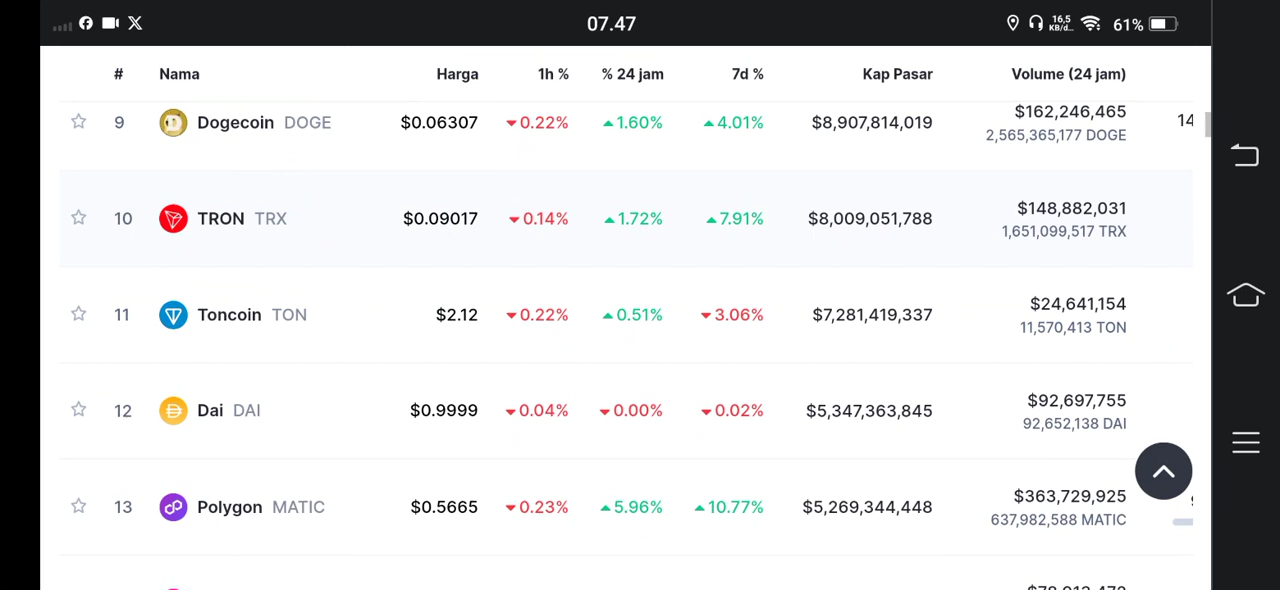 07.47
16,5
KB/d...
61%
# Nama Harga 1h % % 24 jam 7d % Kap Pasar Volume (24 jam)
9 Dogecoin DOGE $0.06307 0.22% 1.60% 4.01% $8,907,814,019 $162,246,465 14
2,565,365,177 DOGE
10 TRON TRX $0.09017 0.14% 1.72% 7.91% $8,009,051,788 $148,882,031
1,651,099,517 TRX
11 Toncoin TON $2.12 0.22% 0.51% 3.06% $7,281,419,337 $24,641,154
11,570,413 TON
12 Dai DAI $0.9999 0.04% 0.00% 0.02% $5,347,363,845 $92,697,755
92,652,138 DAI
13 Polygon MATIC $0.5665 0.23% 5.96% 10.77% $5,269,344,448 $363,729,925
637,982,588 MATIC